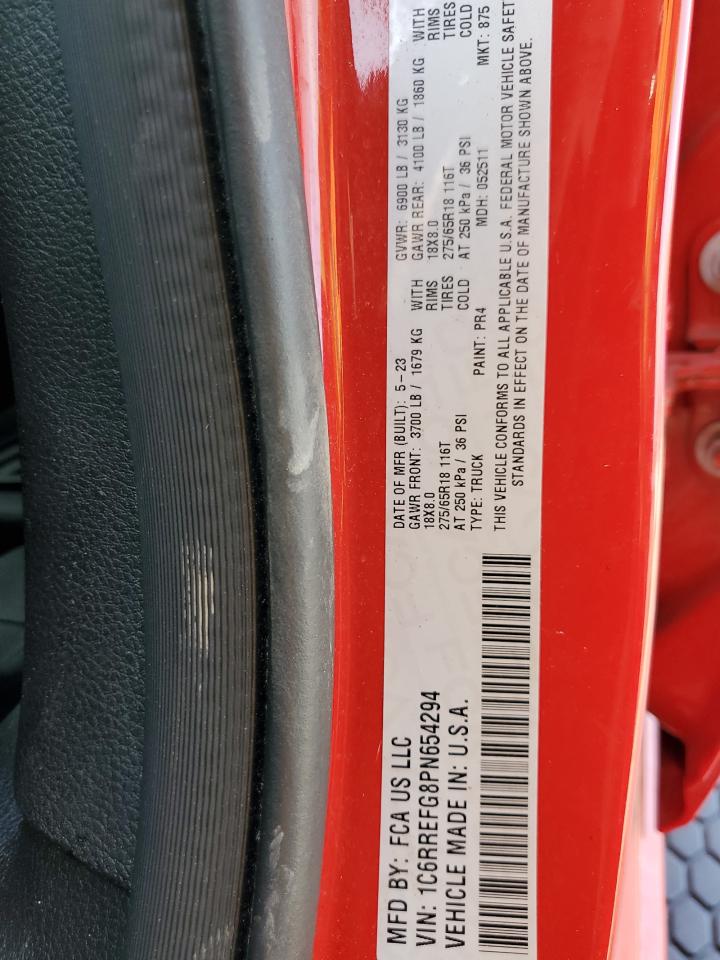 MFD BY: FCA US LLC
VIN: 1C6RREFG8PN654294
VEHICLE MADE IN: U.S.A.
DATE OF MFR (BUILT): 5-23 GVWR: 6900 LB / 3130 KG
GAWR FRONT: 3700 LB / 1679 KG WITH GAWR REAR: 4100 LB / 1860 KG WITH
18X8.0 RIMS 18X8.0 RIMS
275/65R18 116T TIRES 275/65R18 116T TIRES
AT 250 kPa / 36 PSI COLD AT 250 kPa / 36 PSI COLD
TYPE: TRUCK PAINT: PR4 MDH: 052511 MKT: 875
THIS VEHICLE CONFORMS TO ALL APPLICABLE U.S.A. FEDERAL MOTOR VEHICLE SAFET
STANDARDS IN EFFECT ON THE DATE OF MANUFACTURE SHOWN ABOVE.